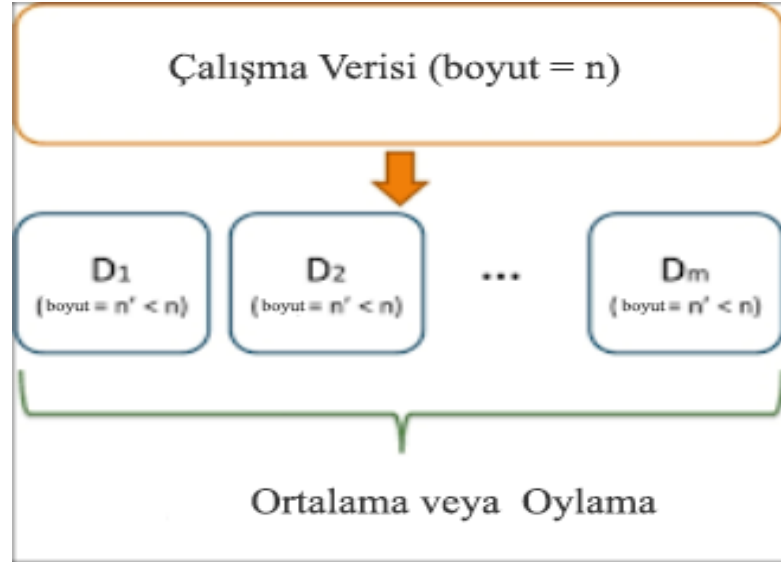 Çalışma Verisi (boyut = n)
D1 D2 ... Dm
(boyut = n' < n) (boyut = n' < n) (boyut = n' < n)
Ortalama veya Oylama